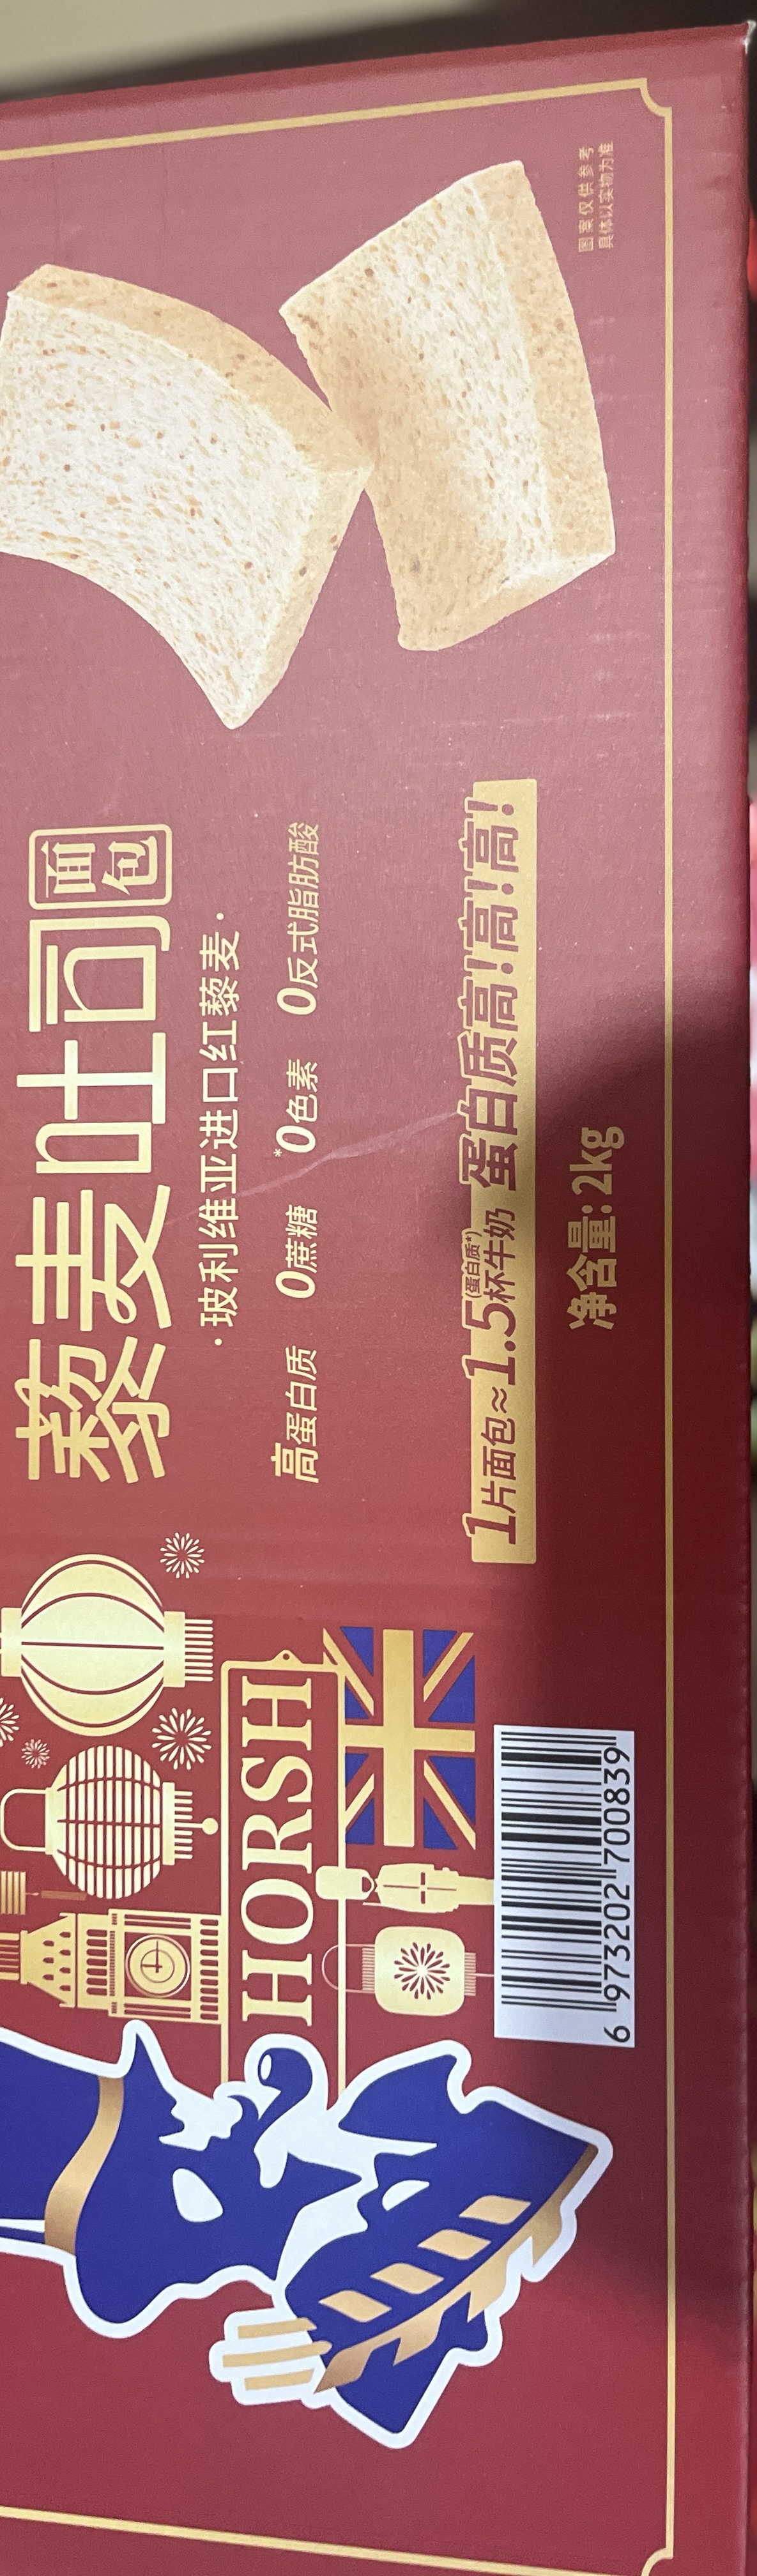 藜麦吐司面包
·玻利维亚进口红藜麦·
高蛋白质 0蔗糖 *0色素 0反式脂肪酸
1片面包≈1.5杯牛奶(蛋白质*) 蛋白质高!高!高!
净含量: 2kg
图案仅供参考
具体以实物为准
HORSH
6 973202 700839